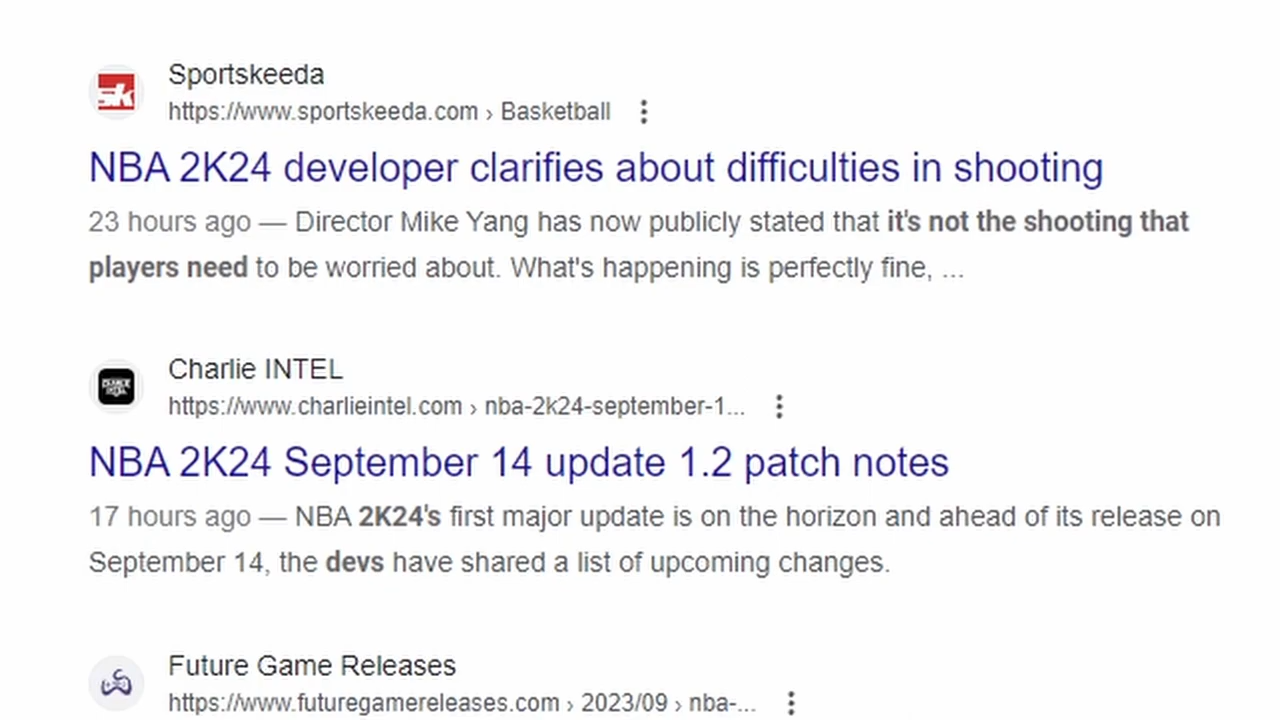 Sportskeeda
https://www.sportskeeda.com › Basketball
NBA 2K24 developer clarifies about difficulties in shooting
23 hours ago — Director Mike Yang has now publicly stated that it's not the shooting that
players need to be worried about. What's happening is perfectly fine, ...
Charlie INTEL
https://www.charlieintel.com › nba-2k24-september-1...
NBA 2K24 September 14 update 1.2 patch notes
17 hours ago — NBA 2K24's first major update is on the horizon and ahead of its release on
September 14, the devs have shared a list of upcoming changes.
Future Game Releases
https://www.futuregamereleases.com › 2023/09 › nba-...